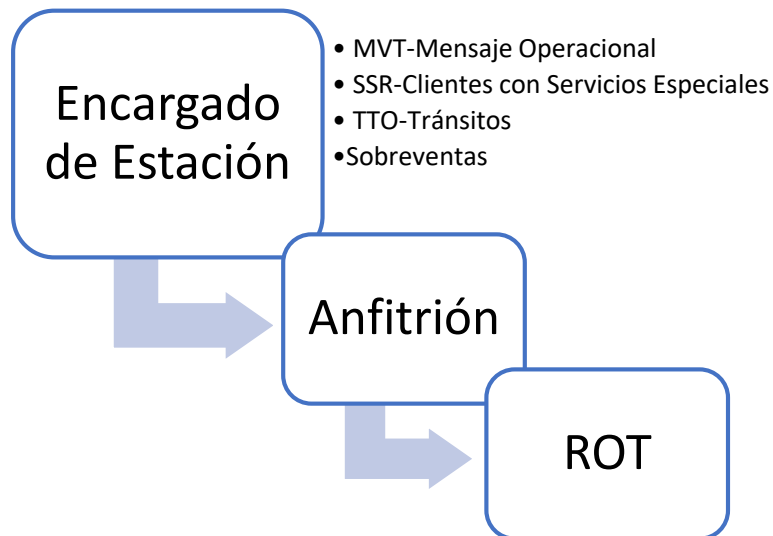 Encargado
de Estación
• MVT-Mensaje Operacional
• SSR-Clientes con Servicios Especiales
• TTO-Tránsitos
•Sobreventas
Anfitrión
ROT